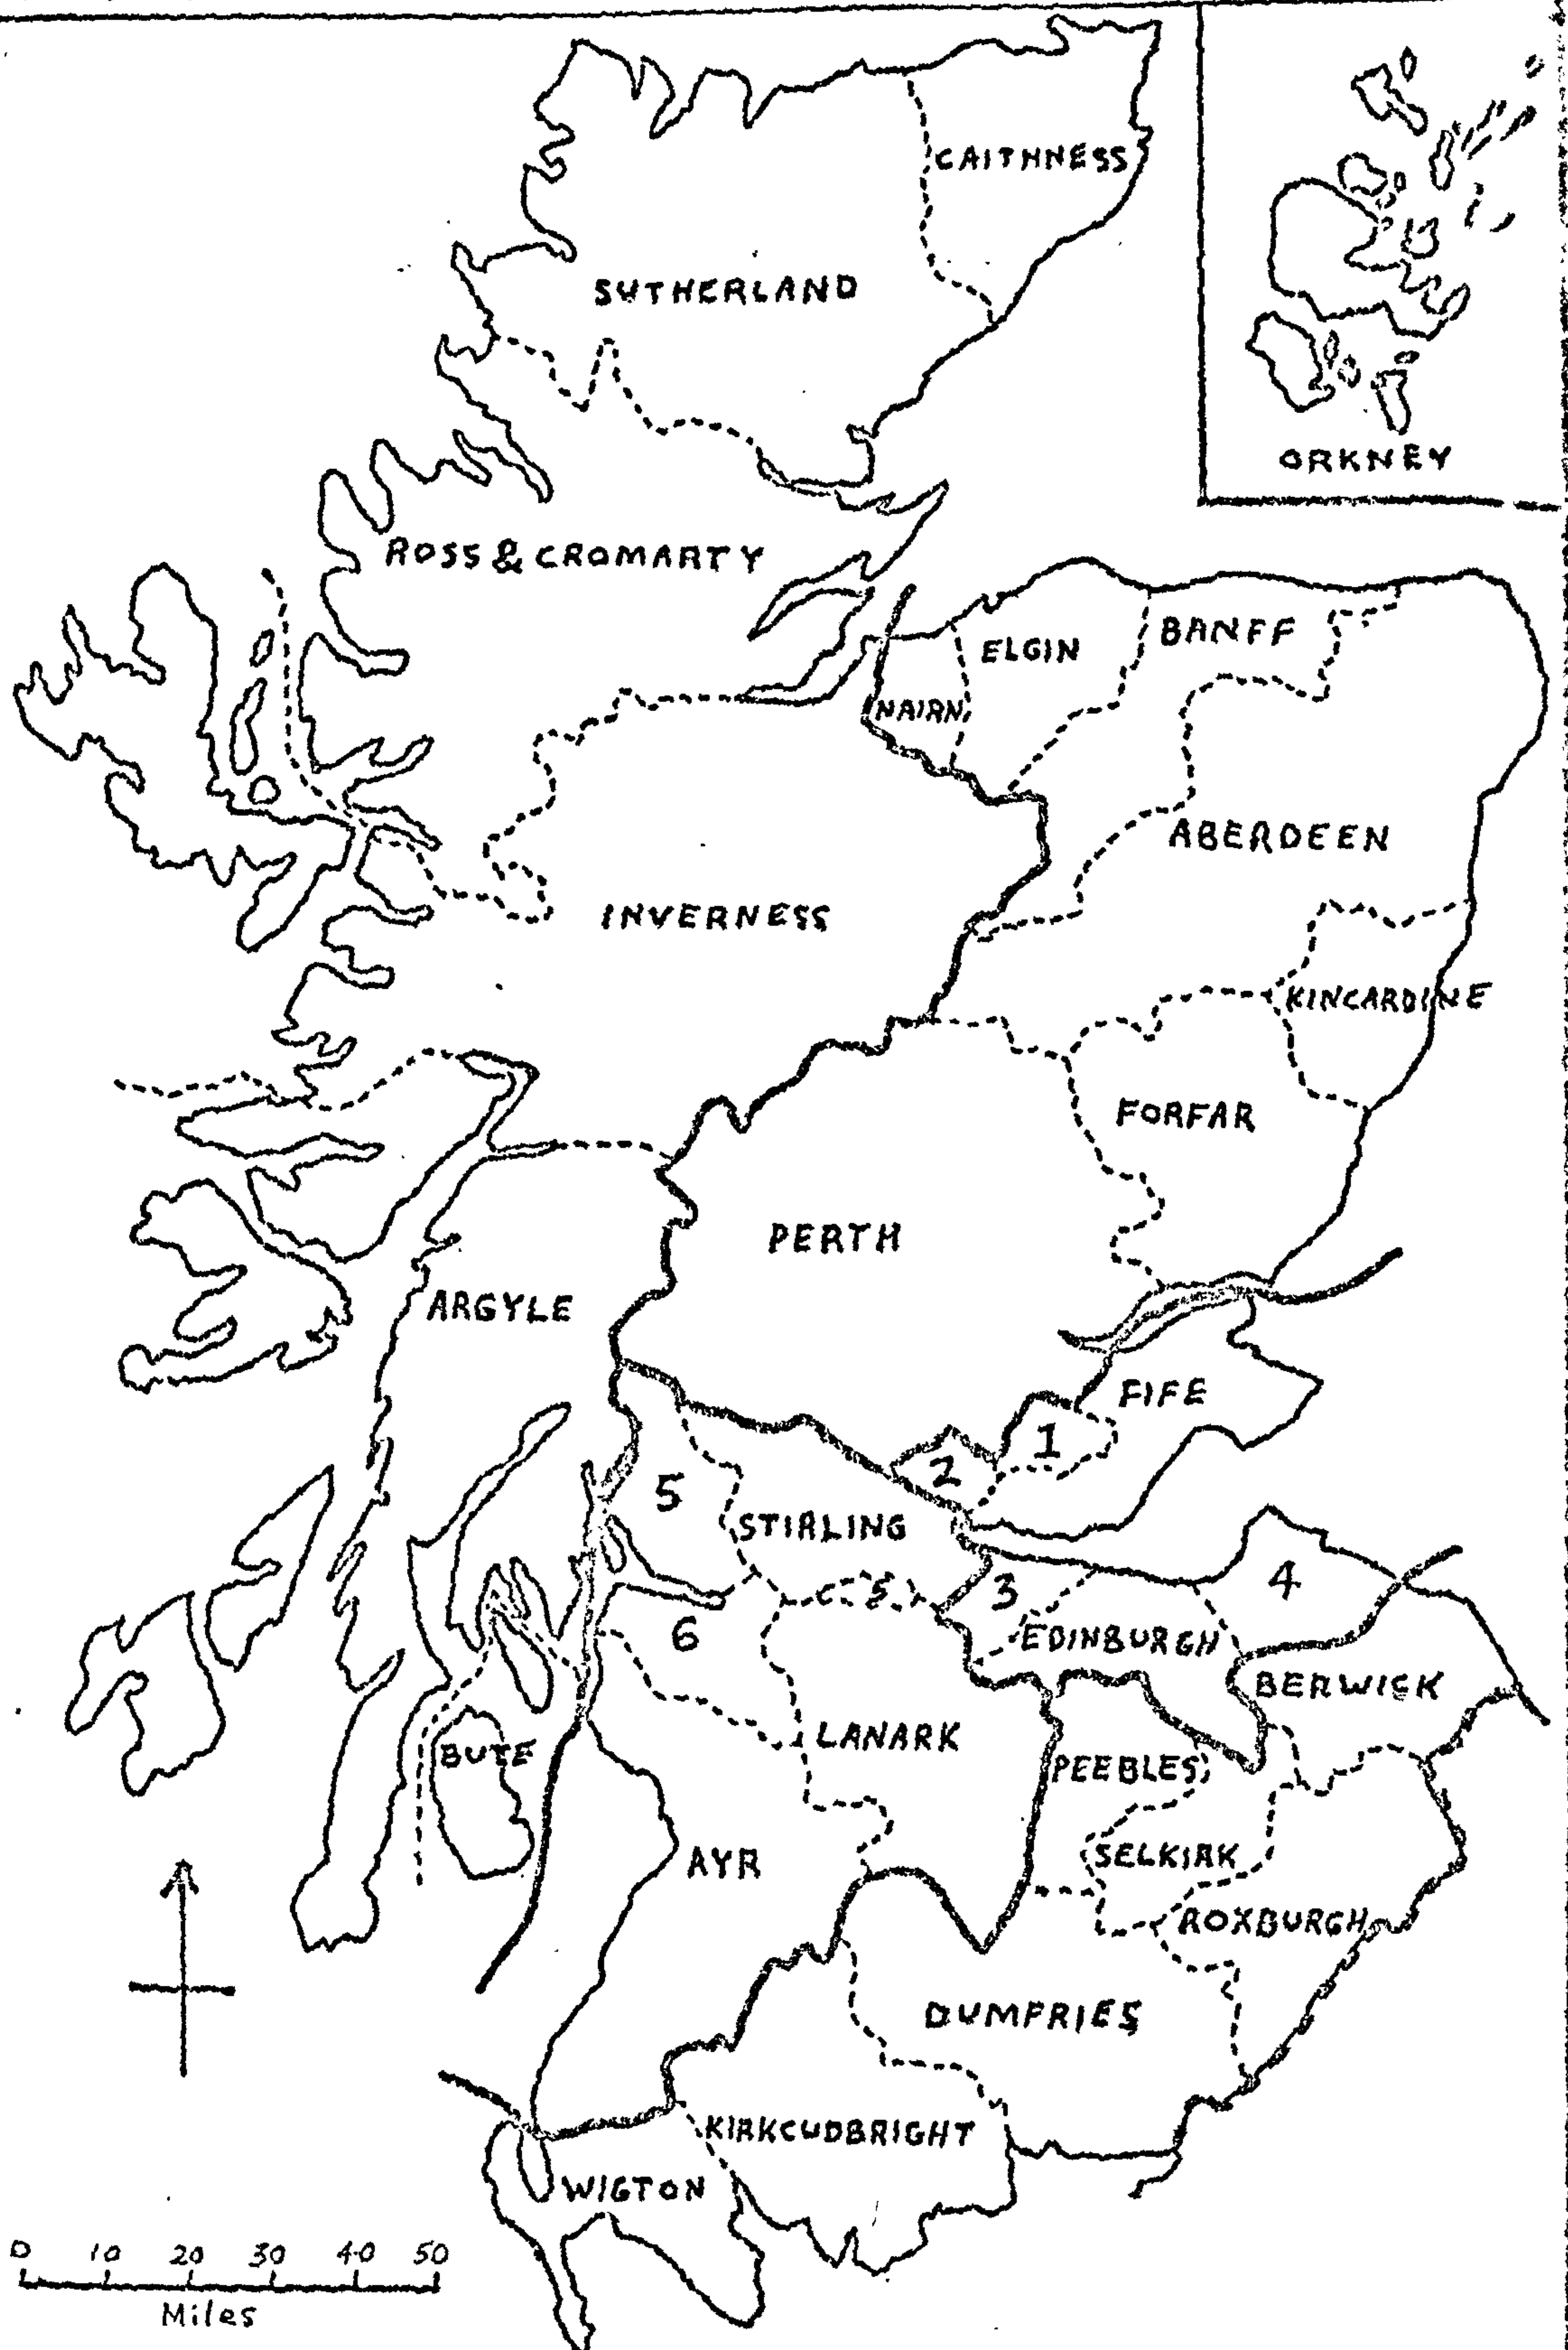 CAITHNESS
SUTHERLAND
ORKNEY
ROSS & CROMARTY
ELGIN
BANFF
NAIRN
ABERDEEN
INVERNESS
KINCARDINE
FORFAR
PERTH
ARGYLE
FIFE
1
2
5
STIRLING
4
3
5
6
EDINBURGH
BERWICK
LANARK
BUTE
PEEBLES
SELKIRK
AYR
ROXBURGH
DUMFRIES
KIRKCUDBRIGHT
WIGTON
0 10 20 30 40 50
Miles